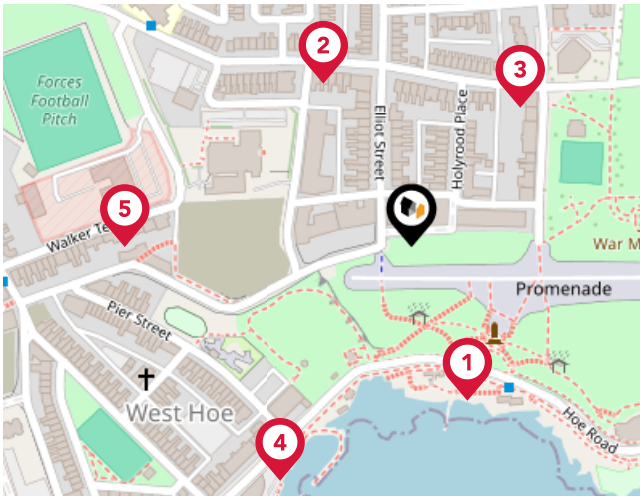 2
3
Forces
Football
Pitch
Elliot Street
Holyrood Place
5
Walker Te
War M
Promenade
Pier Street
1
West Hoe
Hoe Road
4